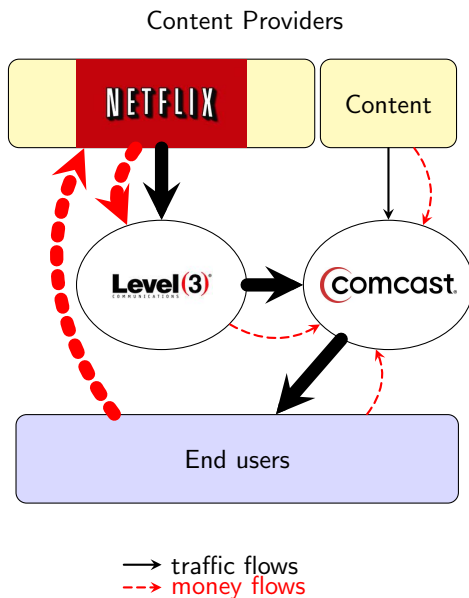 Content Providers
NETFLIX
Content
Level(3)
COMMUNICATIONS
comcast.
End users
traffic flows
money flows